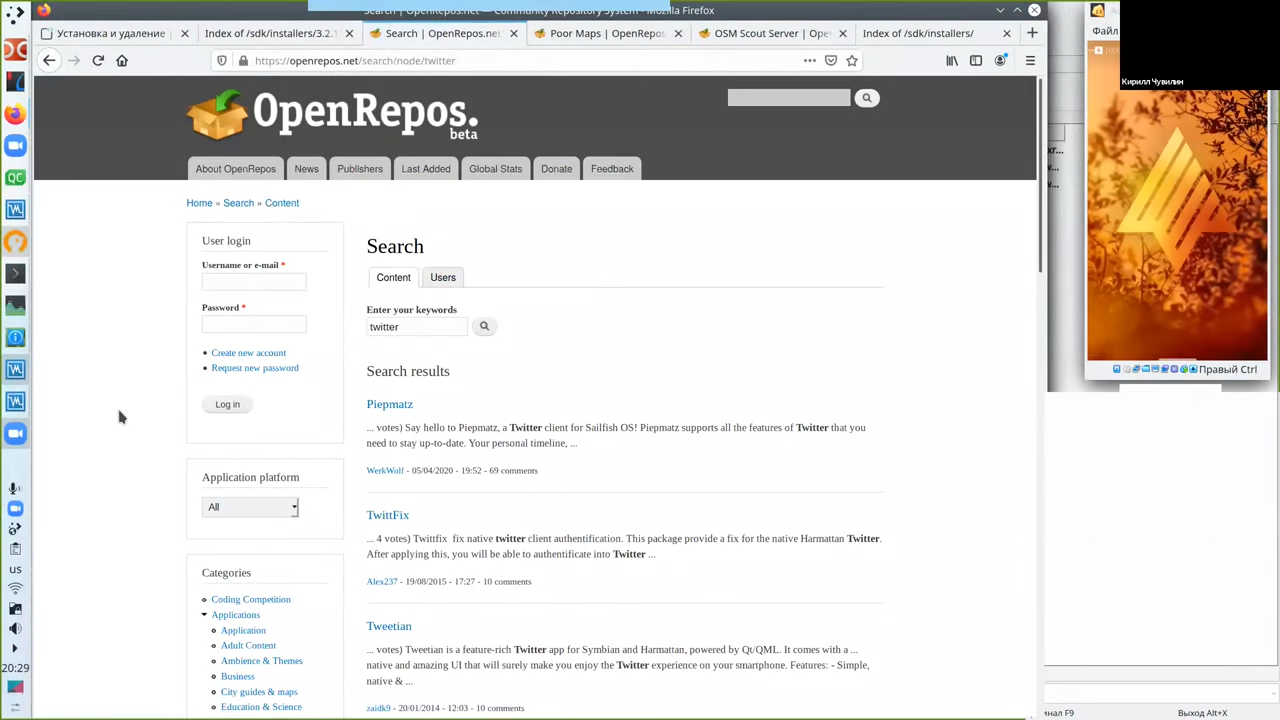 Search | OpenRepos.net — Community Repository System - Mozilla Firefox
Установка и удаление
Index of /sdk/installers/3.2.1
Search | OpenRepos.net
Poor Maps | OpenRepos
OSM Scout Server | Oper
Index of /sdk/installers/
https://openrepos.net/search/node/twitter
Файл
Кирилл Чувилин
OpenRepos.
beta
About OpenRepos
News
Publishers
Last Added
Global Stats
Donate
Feedback
Home » Search » Content
User login
Username or e-mail *
Password *
Create new account
Request new password
Log in
Application platform
All
Categories
Coding Competition
Applications
Application
Adult Content
Ambience & Themes
Business
City guides & maps
Education & Science
Search
Content
Users
Enter your keywords
twitter
Search results
Piepmatz
... votes) Say hello to Piepmatz, a Twitter client for Sailfish OS! Piepmatz supports all the features of Twitter that you
need to stay up-to-date. Your personal timeline, ...
WerkWolf - 05/04/2020 - 19:52 - 69 comments
TwittFix
... 4 votes) Twittfix  fix native twitter client authentification. This package provide a fix for the native Harmattan Twitter.
After applying this, you will be able to authentificate into Twitter ...
Alex237 - 19/08/2015 - 17:27 - 10 comments
Tweetian
... votes) Tweetian is a feature-rich Twitter app for Symbian and Harmattan, powered by Qt/QML. It comes with a ...
native and amazing UI that will surely make you enjoy the Twitter experience on your smartphone. Features: - Simple,
native & ...
zaidk9 - 20/01/2014 - 12:03 - 10 comments
QC
us
20:29
Правый Ctrl
инал F9
Выход Alt+X